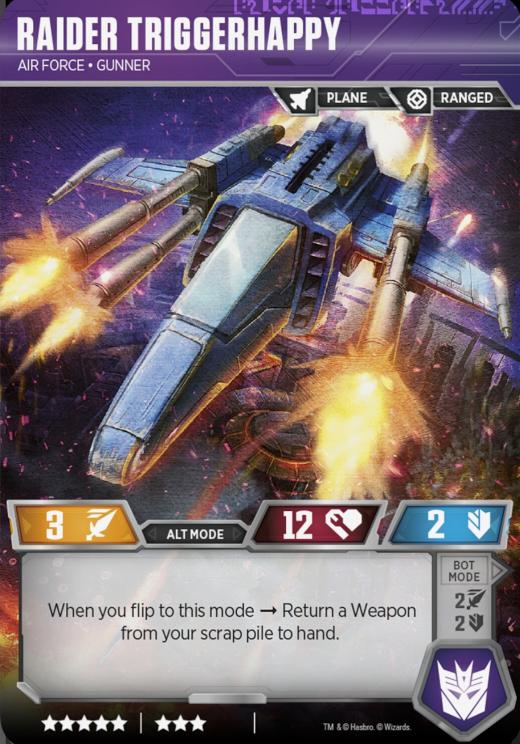 RAIDER TRIGGERHAPPY
AIR FORCE • GUNNER
PLANE
RANGED
3
ALT MODE
12
2
BOT
MODE
2
2
When you flip to this mode → Return a Weapon
from your scrap pile to hand.
TM & © Hasbro. © Wizards.